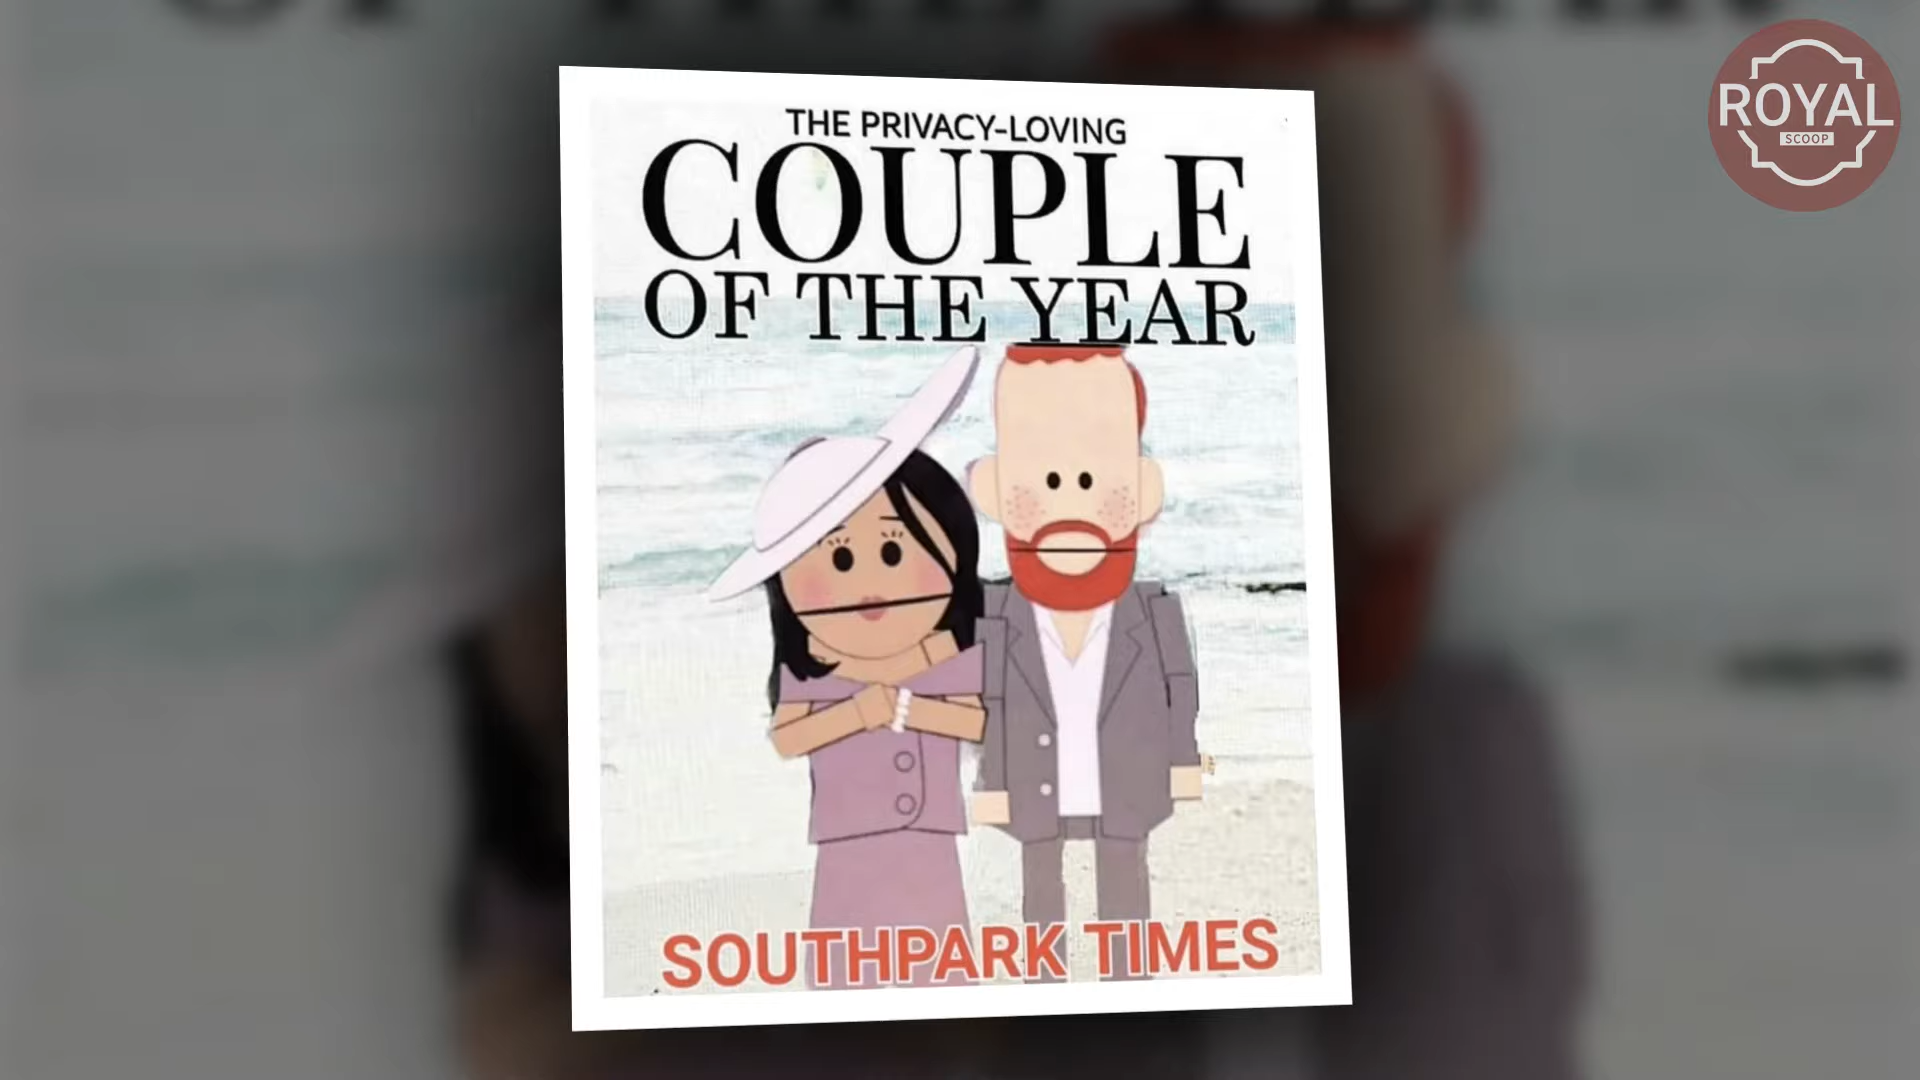 THE PRIVACY-LOVING
COUPLE
OF THE YEAR
SOUTHPARK TIMES
ROYAL
SCOOP